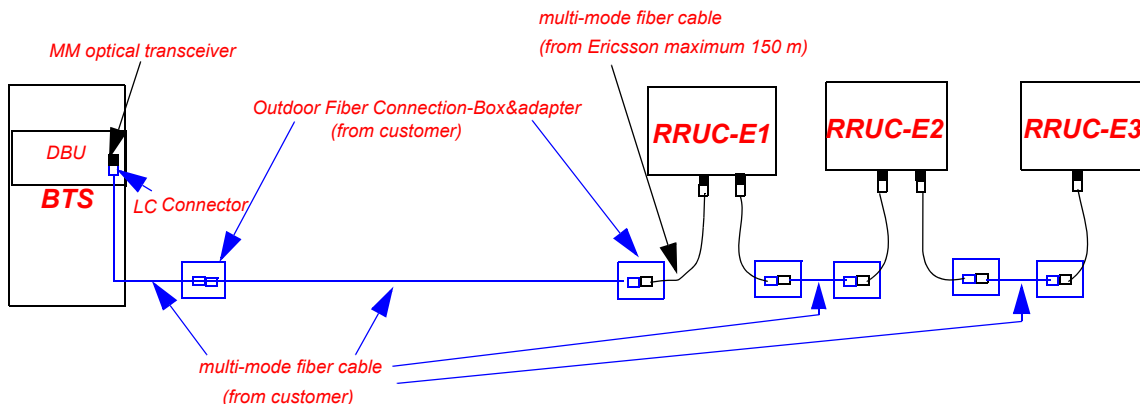 multi-mode fiber cable
(from Ericsson maximum 150 m)
MM optical transceiver
Outdoor Fiber Connection-Box&adapter
(from customer)
RRUC-E1
RRUC-E2
RRUC-E3
DBU
BTS
LC Connector
multi-mode fiber cable
(from customer)